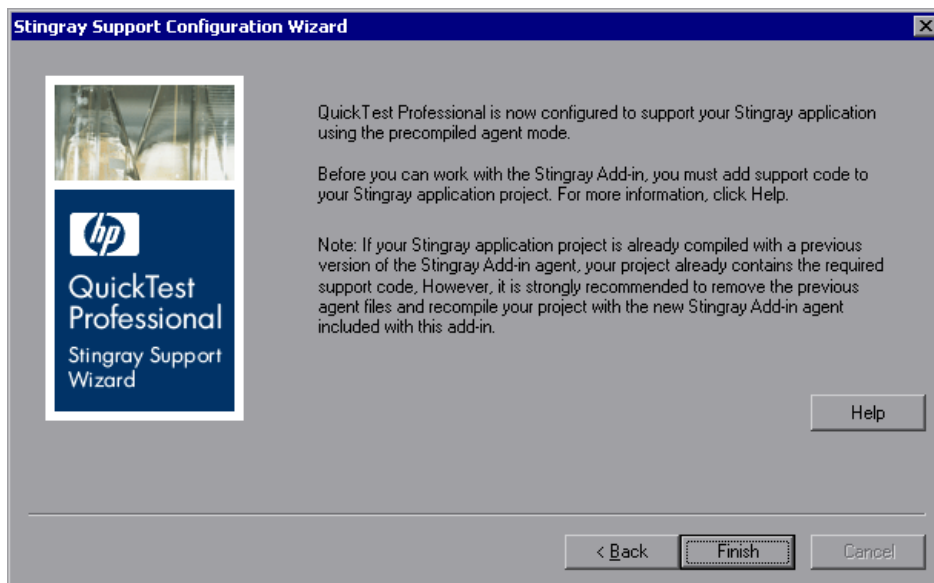 Stingray Support Configuration Wizard
QuickTest Professional is now configured to support your Stingray application
using the precompiled agent mode.
Before you can work with the Stingray Add-in, you must add support code to
your Stingray application project. For more information, click Help.
Note: If your Stingray application project is already compiled with a previous
version of the Stingray Add-in agent, your project already contains the required
support code, However, it is strongly recommended to remove the previous
agent files and recompile your project with the new Stingray Add-in agent
included with this add-in.
hp
QuickTest
Professional
Stingray Support
Wizard
Help
< Back
Finish
Cancel